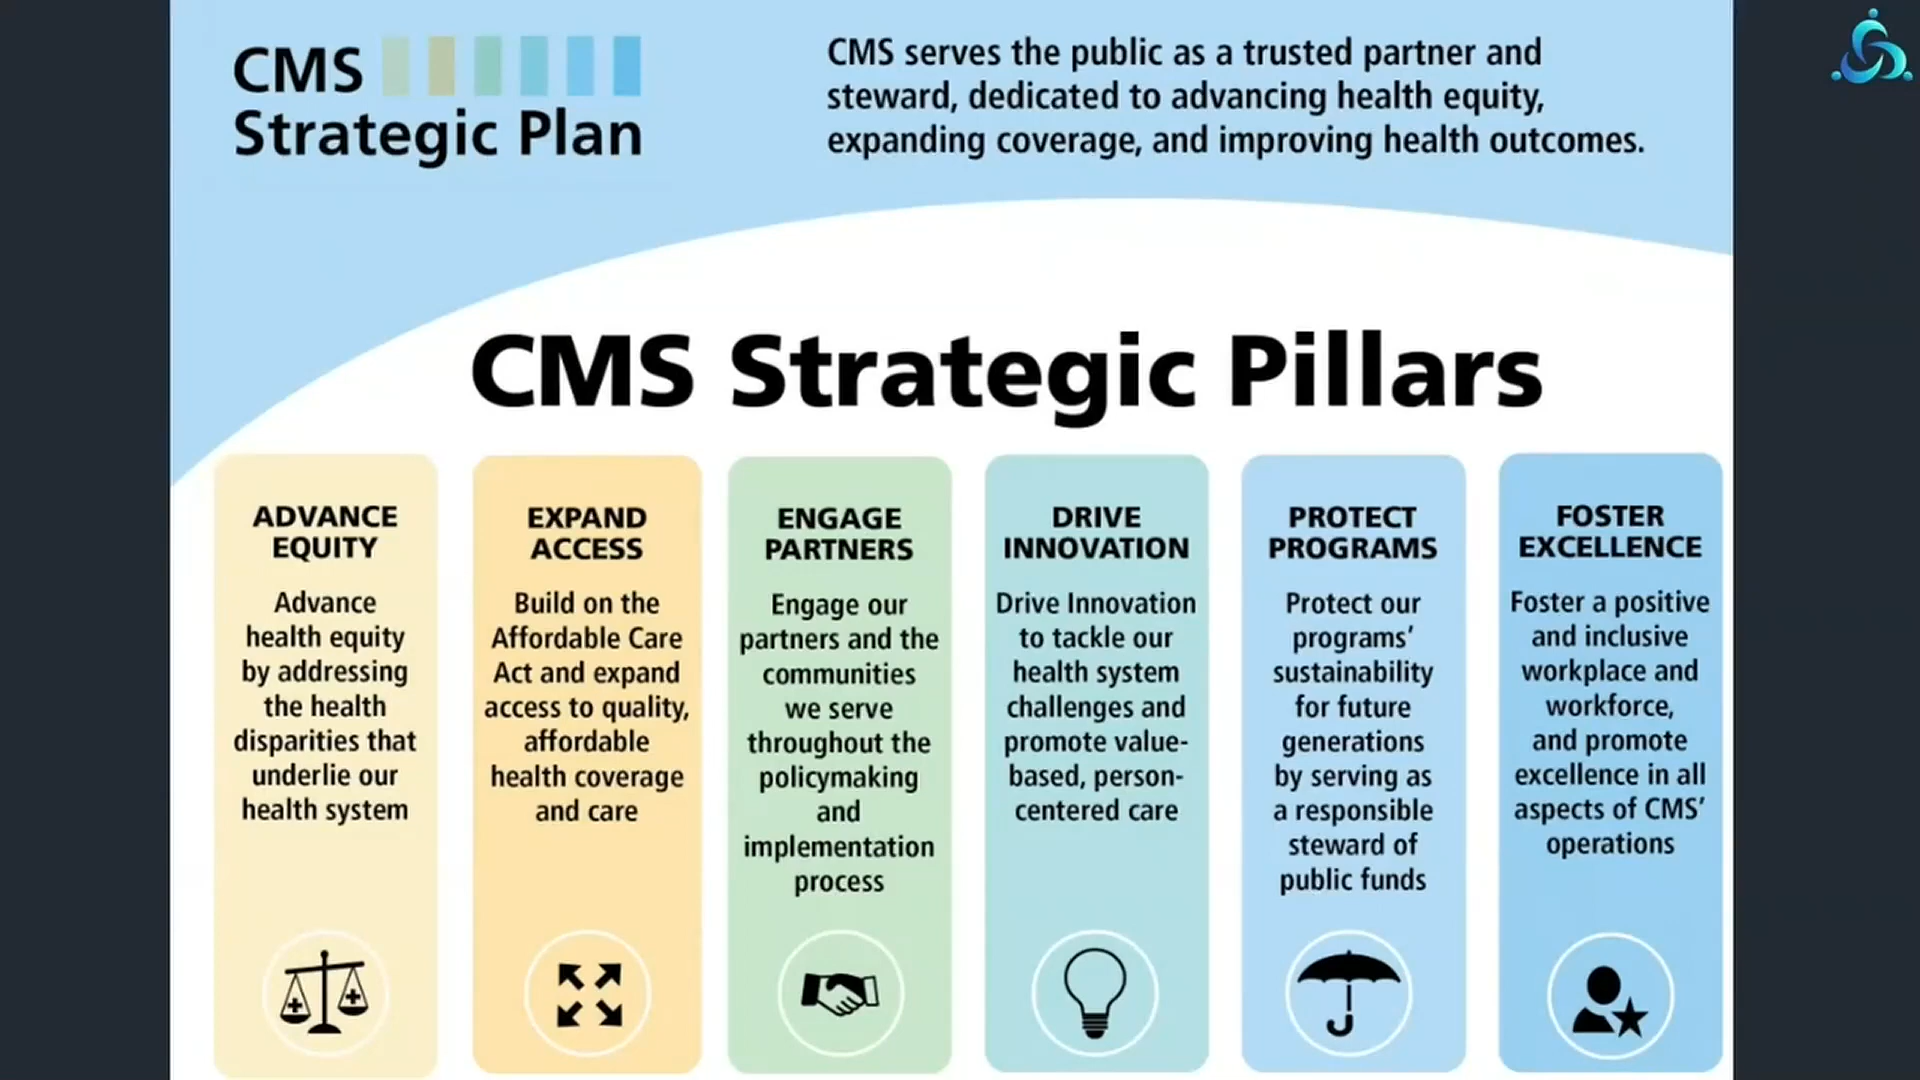 CMS
Strategic Plan
CMS serves the public as a trusted partner and
steward, dedicated to advancing health equity,
expanding coverage, and improving health outcomes.
CMS Strategic Pillars
ADVANCE
EQUITY
Advance
health equity
by addressing
the health
disparities that
underlie our
health system
EXPAND
ACCESS
Build on the
Affordable Care
Act and expand
access to quality,
affordable
health coverage
and care
ENGAGE
PARTNERS
Engage our
partners and the
communities
we serve
throughout the
policymaking
and
implementation
process
DRIVE
INNOVATION
Drive Innovation
to tackle our
health system
challenges and
promote value-
based, person-
centered care
PROTECT
PROGRAMS
Protect our
programs’
sustainability
for future
generations
by serving as
a responsible
steward of
public funds
FOSTER
EXCELLENCE
Foster a positive
and inclusive
workplace and
workforce,
and promote
excellence in all
aspects of CMS’
operations